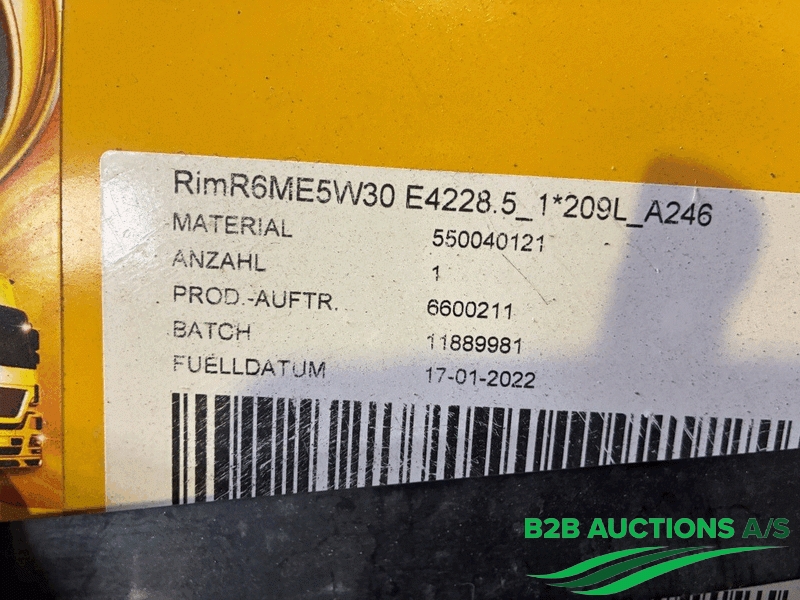 RimR6ME5W30 E4228.5_1*209L_A246
MATERIAL 550040121
ANZAHL 1
PROD.-AUFTR. 6600211
BATCH 11889981
FUELLDATUM 17-01-2022
B2B AUCTIONS A/S